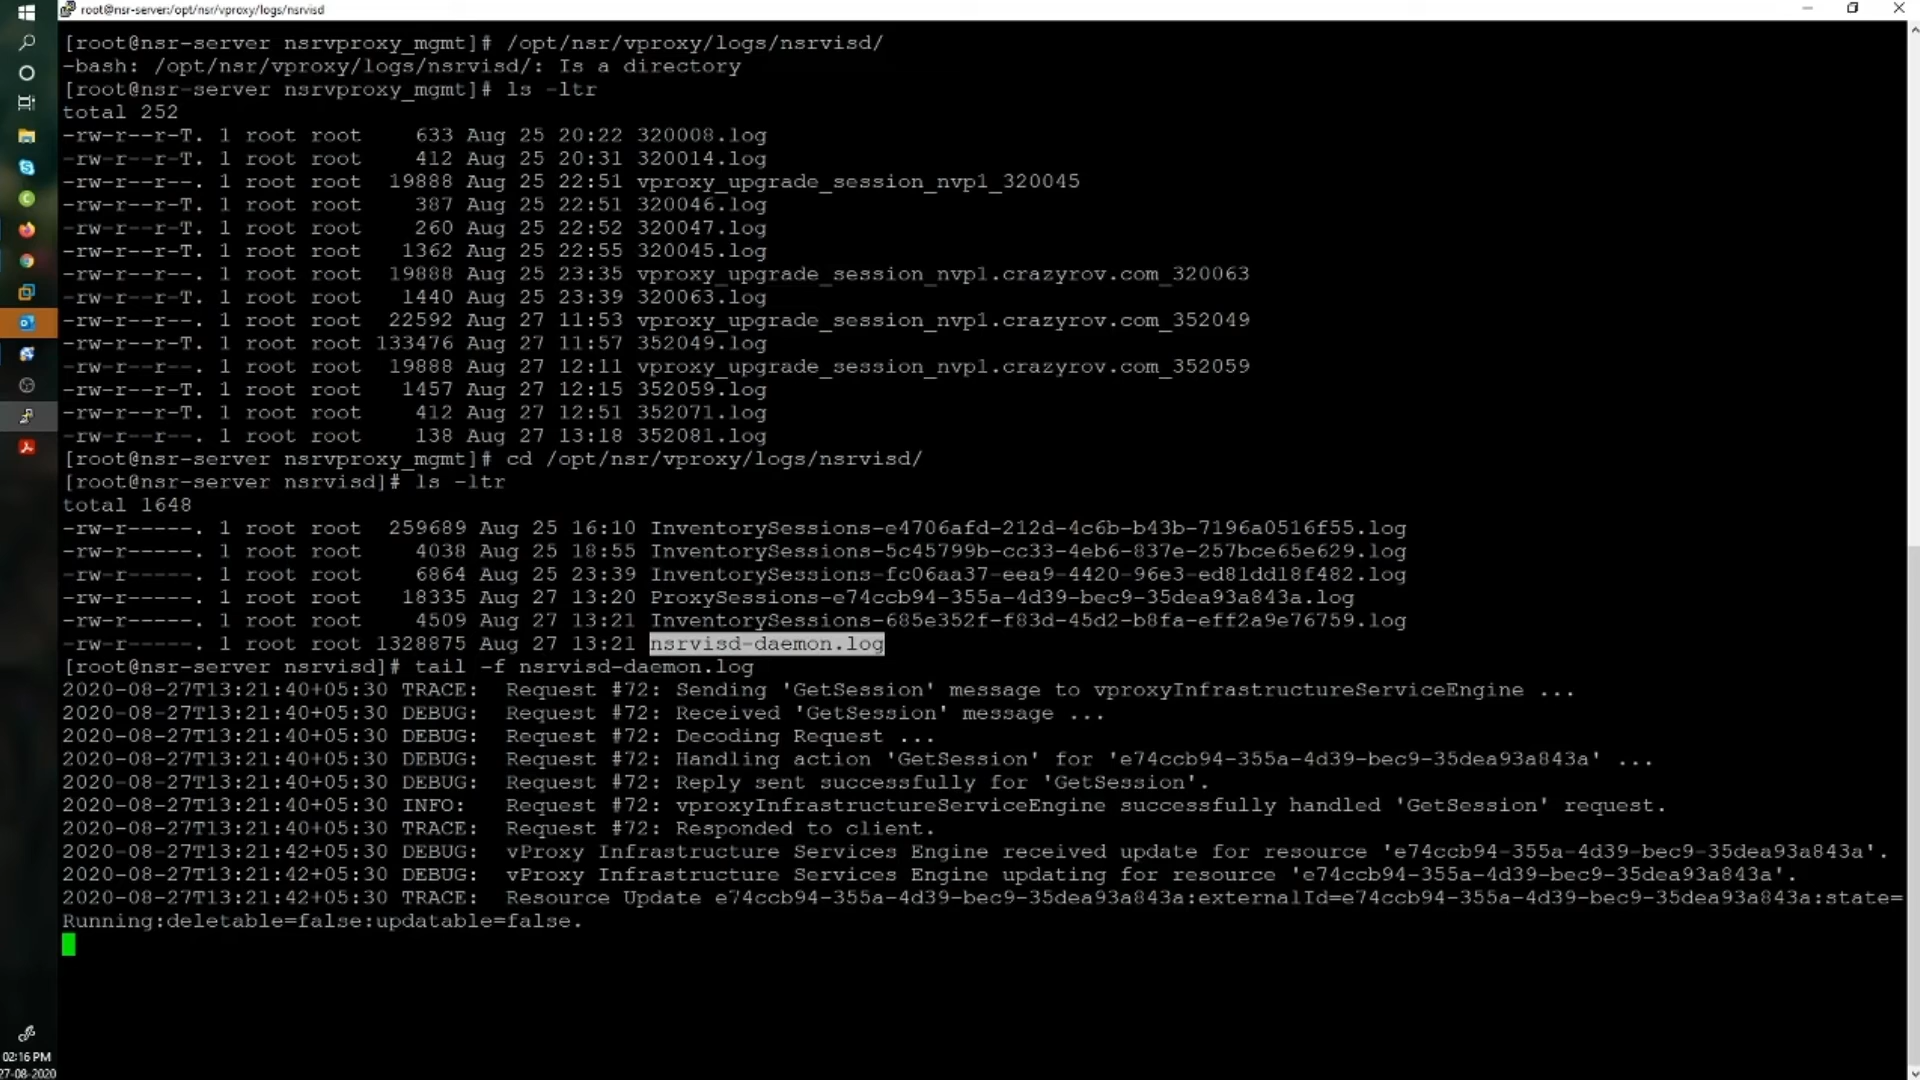 root@nsr-server:/opt/nsr/vproxy/logs/nsrvisd
[root@nsr-server nsrvproxy_mgmt]# /opt/nsr/vproxy/logs/nsrvisd/
-bash: /opt/nsr/vproxy/logs/nsrvisd/: Is a directory
[root@nsr-server nsrvproxy_mgmt]# ls -ltr
total 252
-rw-r--r-T. 1 root root    633 Aug 25 20:22 320008.log
-rw-r--r-T. 1 root root    412 Aug 25 20:31 320014.log
-rw-r--r--. 1 root root  19888 Aug 25 22:51 vproxy_upgrade_session_nvp1_320045
-rw-r--r-T. 1 root root    387 Aug 25 22:51 320046.log
-rw-r--r-T. 1 root root    260 Aug 25 22:52 320047.log
-rw-r--r-T. 1 root root   1362 Aug 25 22:55 320045.log
-rw-r--r--. 1 root root  19888 Aug 25 23:35 vproxy_upgrade_session_nvp1.crazyrov.com_320063
-rw-r--r-T. 1 root root   1440 Aug 25 23:39 320063.log
-rw-r--r--. 1 root root  22592 Aug 27 11:53 vproxy_upgrade_session_nvp1.crazyrov.com_352049
-rw-r--r-T. 1 root root 133476 Aug 27 11:57 352049.log
-rw-r--r--. 1 root root  19888 Aug 27 12:11 vproxy_upgrade_session_nvp1.crazyrov.com_352059
-rw-r--r-T. 1 root root   1457 Aug 27 12:15 352059.log
-rw-r--r-T. 1 root root    412 Aug 27 12:51 352071.log
-rw-r--r--. 1 root root    138 Aug 27 13:18 352081.log
[root@nsr-server nsrvproxy_mgmt]# cd /opt/nsr/vproxy/logs/nsrvisd/
[root@nsr-server nsrvisd]# ls -ltr
total 1648
-rw-r-----. 1 root root  259689 Aug 25 16:10 InventorySessions-e4706afd-212d-4c6b-b43b-7196a0516f55.log
-rw-r-----. 1 root root    4038 Aug 25 18:55 InventorySessions-5c45799b-cc33-4eb6-837e-257bce65e629.log
-rw-r-----. 1 root root    6864 Aug 25 23:39 InventorySessions-fc06aa37-eea9-4420-96e3-ed81dd18f482.log
-rw-r-----. 1 root root   18335 Aug 27 13:20 ProxySessions-e74ccb94-355a-4d39-bec9-35dea93a843a.log
-rw-r-----. 1 root root    4509 Aug 27 13:21 InventorySessions-685e352f-f83d-45d2-b8fa-eff2a9e76759.log
-rw-r-----. 1 root root 1328875 Aug 27 13:21 nsrvisd-daemon.log
[root@nsr-server nsrvisd]# tail -f nsrvisd-daemon.log
2020-08-27T13:21:40+05:30 TRACE:  Request #72: Sending 'GetSession' message to vproxyInfrastructureServiceEngine ...
2020-08-27T13:21:40+05:30 DEBUG:  Request #72: Received 'GetSession' message ...
2020-08-27T13:21:40+05:30 DEBUG:  Request #72: Decoding Request ...
2020-08-27T13:21:40+05:30 DEBUG:  Request #72: Handling action 'GetSession' for 'e74ccb94-355a-4d39-bec9-35dea93a843a' ...
2020-08-27T13:21:40+05:30 DEBUG:  Request #72: Reply sent successfully for 'GetSession'.
2020-08-27T13:21:40+05:30 INFO:   Request #72: vproxyInfrastructureServiceEngine successfully handled 'GetSession' request.
2020-08-27T13:21:40+05:30 TRACE:  Request #72: Responded to client.
2020-08-27T13:21:42+05:30 DEBUG:  vProxy Infrastructure Services Engine received update for resource 'e74ccb94-355a-4d39-bec9-35dea93a843a'.
2020-08-27T13:21:42+05:30 DEBUG:  vProxy Infrastructure Services Engine updating for resource 'e74ccb94-355a-4d39-bec9-35dea93a843a'.
2020-08-27T13:21:42+05:30 TRACE:  Resource Update e74ccb94-355a-4d39-bec9-35dea93a843a:externalId=e74ccb94-355a-4d39-bec9-35dea93a843a:state=
Running:deletable=false:updatable=false.
02:16 PM
27-08-2020